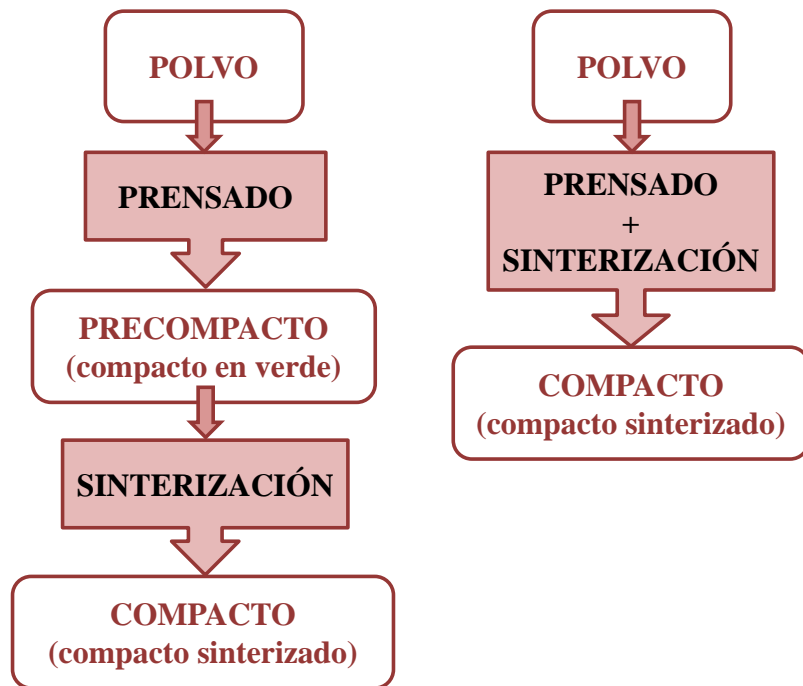 POLVO
PRENSADO
PRECOMPACTO
(compacto en verde)
SINTERIZACIÓN
COMPACTO
(compacto sinterizado)
POLVO
PRENSADO
+
SINTERIZACIÓN
COMPACTO
(compacto sinterizado)